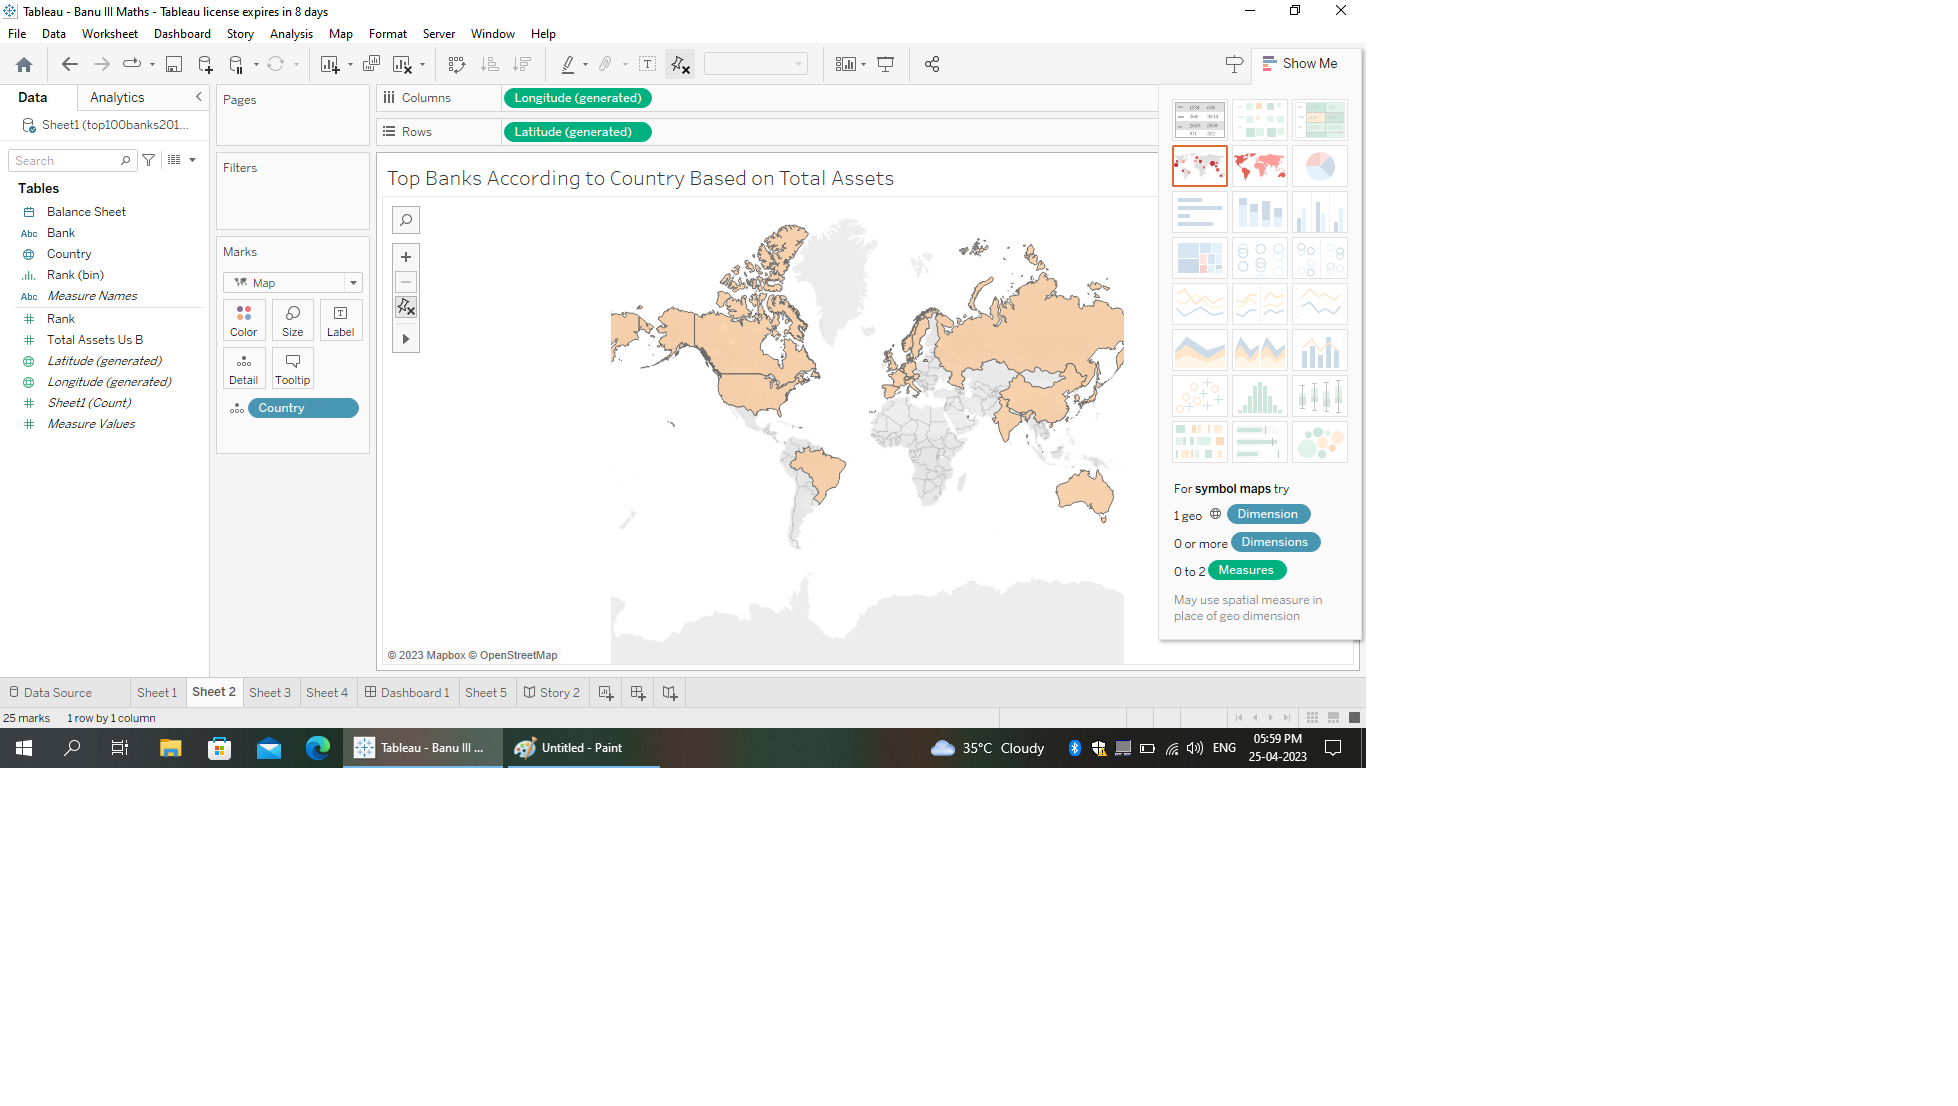 Tableau - Banu III Maths - Tableau license expires in 8 days
File Data Worksheet Dashboard Story Analysis Map Format Server Window Help
Show Me
Data Analytics
Sheet1 (top100banks201...
Search
Tables
Balance Sheet
Abc Bank
Country
Rank (bin)
Abc Measure Names
Rank
Total Assets Us B
Latitude (generated)
Longitude (generated)
Sheet1 (Count)
Measure Values
Pages
Filters
Marks
Map
Color Size Label
Detail Tooltip
Country
Columns Longitude (generated)
Rows Latitude (generated)
Top Banks According to Country Based on Total Assets
© 2023 Mapbox © OpenStreetMap
For symbol maps try
1 geo Dimension
0 or more Dimensions
0 to 2 Measures
May use spatial measure in
place of geo dimension
Data Source Sheet 1 Sheet 2 Sheet 3 Sheet 4 Dashboard 1 Sheet 5 Story 2
25 marks 1 row by 1 column
Tableau - Banu III ... Untitled - Paint 35°C Cloudy ENG 05:59 PM
25-04-2023